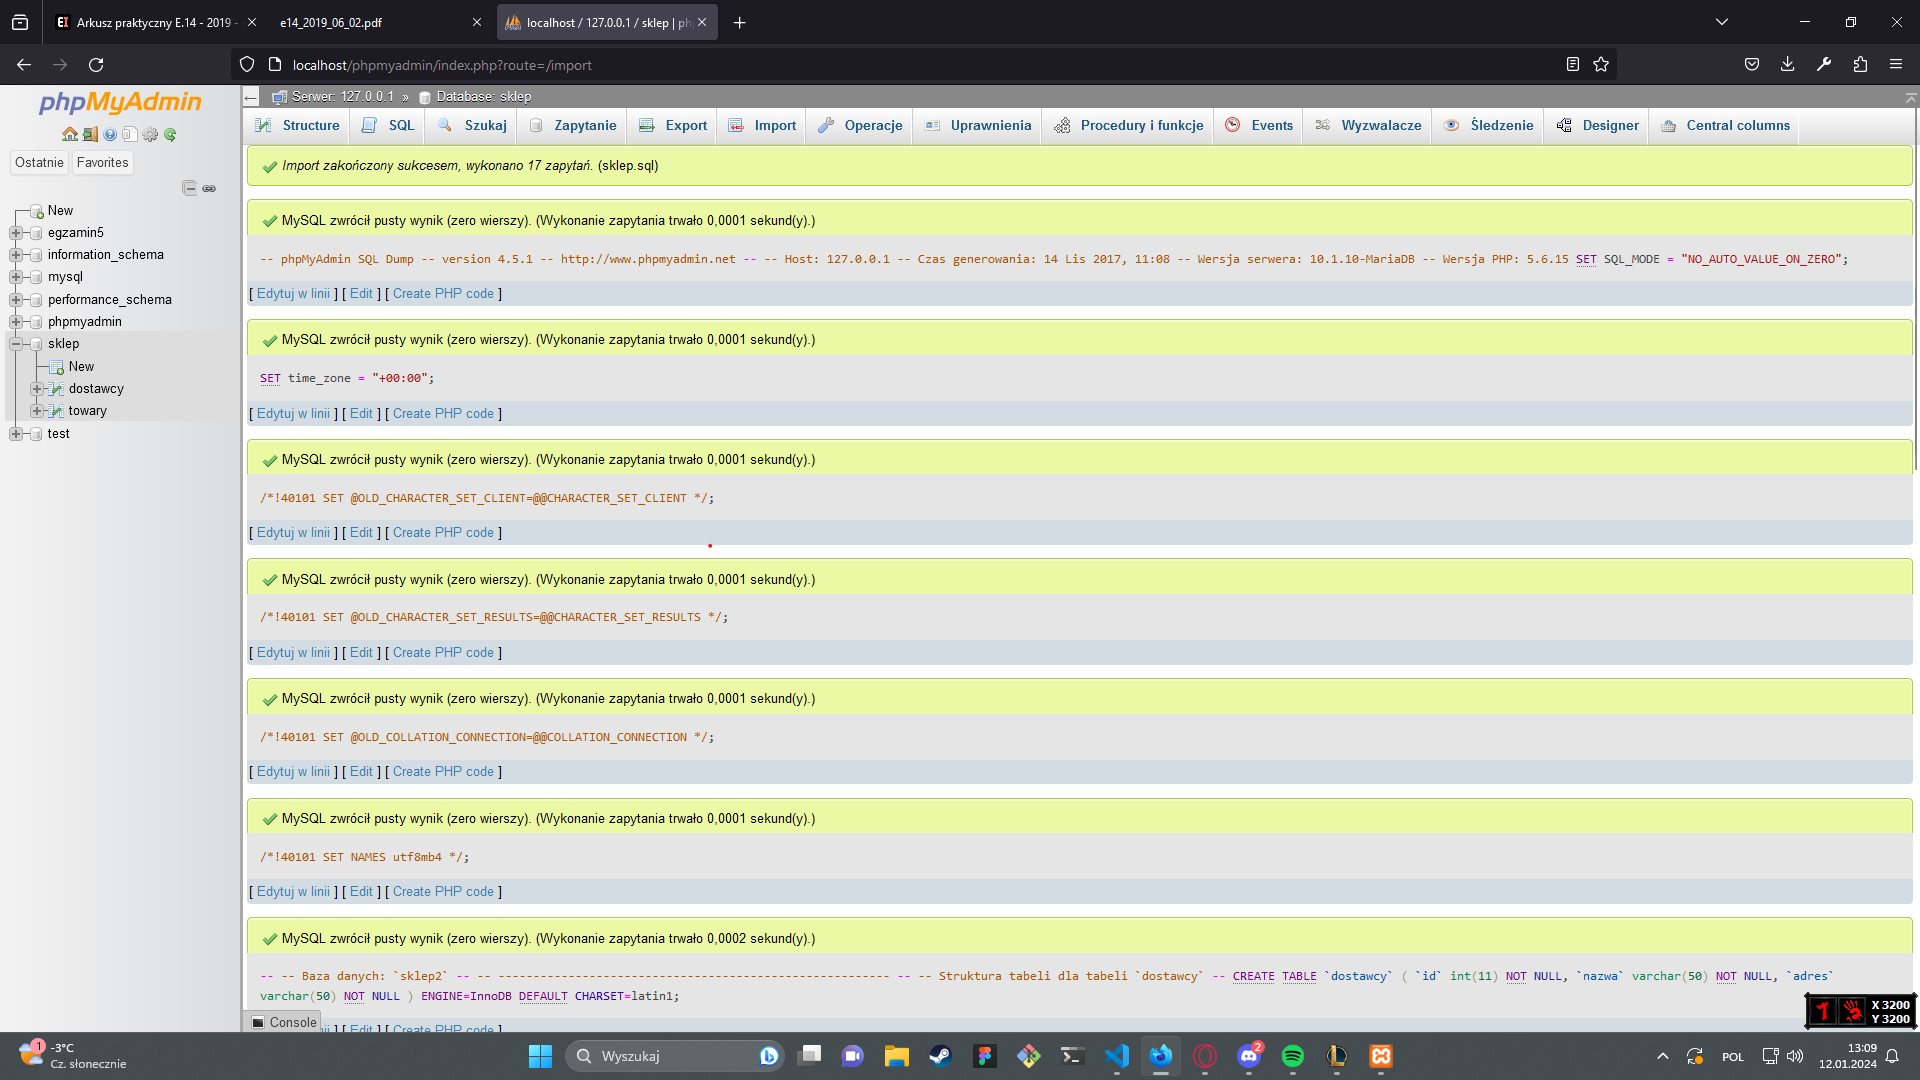 Arkusz praktyczny E.14 - 2019 -
e14_2019_06_02.pdf
localhost / 127.0.0.1 / sklep | ph
localhost/phpmyadmin/index.php?route=/import
phpMyAdmin
Ostatnie Favorites
New
egzamin5
information_schema
mysql
performance_schema
phpmyadmin
sklep
New
dostawcy
towary
test
Serwer: 127.0.0.1 » Database: sklep
Structure SQL Szukaj Zapytanie Export Import Operacje Uprawnienia Procedury i funkcje Events Wyzwalacze Śledzenie Designer Central columns
Import zakończony sukcesem, wykonano 17 zapytań. (sklep.sql)
MySQL zwrócił pusty wynik (zero wierszy). (Wykonanie zapytania trwało 0,0001 sekund(y).)
-- phpMyAdmin SQL Dump -- version 4.5.1 -- http://www.phpmyadmin.net -- -- Host: 127.0.0.1 -- Czas generowania: 14 Lis 2017, 11:08 -- Wersja serwera: 10.1.10-MariaDB -- Wersja PHP: 5.6.15 SET SQL_MODE = "NO_AUTO_VALUE_ON_ZERO";
[ Edytuj w linii ] [ Edit ] [ Create PHP code ]
MySQL zwrócił pusty wynik (zero wierszy). (Wykonanie zapytania trwało 0,0001 sekund(y).)
SET time_zone = "+00:00";
[ Edytuj w linii ] [ Edit ] [ Create PHP code ]
MySQL zwrócił pusty wynik (zero wierszy). (Wykonanie zapytania trwało 0,0001 sekund(y).)
/*!40101 SET @OLD_CHARACTER_SET_CLIENT=@@CHARACTER_SET_CLIENT */;
[ Edytuj w linii ] [ Edit ] [ Create PHP code ]
MySQL zwrócił pusty wynik (zero wierszy). (Wykonanie zapytania trwało 0,0001 sekund(y).)
/*!40101 SET @OLD_CHARACTER_SET_RESULTS=@@CHARACTER_SET_RESULTS */;
[ Edytuj w linii ] [ Edit ] [ Create PHP code ]
MySQL zwrócił pusty wynik (zero wierszy). (Wykonanie zapytania trwało 0,0001 sekund(y).)
/*!40101 SET @OLD_COLLATION_CONNECTION=@@COLLATION_CONNECTION */;
[ Edytuj w linii ] [ Edit ] [ Create PHP code ]
MySQL zwrócił pusty wynik (zero wierszy). (Wykonanie zapytania trwało 0,0001 sekund(y).)
/*!40101 SET NAMES utf8mb4 */;
[ Edytuj w linii ] [ Edit ] [ Create PHP code ]
MySQL zwrócił pusty wynik (zero wierszy). (Wykonanie zapytania trwało 0,0002 sekund(y).)
-- -- Baza danych: `sklep2` -- -- -------------------------------------------------------- -- -- Struktura tabeli dla tabeli `dostawcy` -- CREATE TABLE `dostawcy` ( `id` int(11) NOT NULL, `nazwa` varchar(50) NOT NULL, `adres`
varchar(50) NOT NULL ) ENGINE=InnoDB DEFAULT CHARSET=latin1;
Console
] [ Edit ] [ Create PHP code ]
X 3200
Y 3200
1
-3°C
Cz. słonecznie
Wyszukaj
2
POL
13:09
12.01.2024